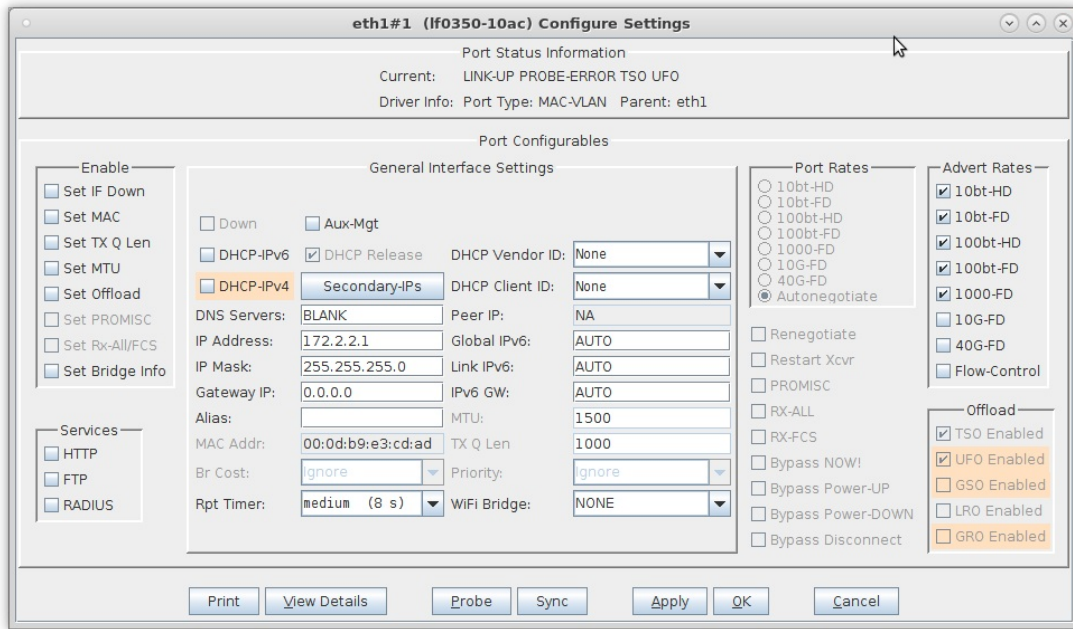 eth1#1 (lf0350-10ac) Configure Settings
Port Status Information
Current: LINK-UP PROBE-ERROR TSO UFO
Driver Info: Port Type: MAC-VLAN Parent: eth1
Port Configurables
Enable
Set IF Down
Set MAC
Set TX Q Len
Set MTU
Set Offload
Set PROMISC
Set Rx-All/FCS
Set Bridge Info
Services
HTTP
FTP
RADIUS
General Interface Settings
Down Aux-Mgt
DHCP-IPv6 DHCP Release DHCP Vendor ID: None
DHCP-IPv4 Secondary-IPs DHCP Client ID: None
DNS Servers: BLANK Peer IP: NA
IP Address: 172.2.2.1 Global IPv6: AUTO
IP Mask: 255.255.255.0 Link IPv6: AUTO
Gateway IP: 0.0.0.0 IPv6 GW: AUTO
Alias: MTU: 1500
MAC Addr: 00:0d:b9:e3:cd:ad TX Q Len 1000
Br Cost: Ignore Priority: Ignore
Rpt Timer: medium (8 s) WiFi Bridge: NONE
Port Rates
10bt-HD
10bt-FD
100bt-HD
100bt-FD
1000-FD
10G-FD
40G-FD
Autonegotiate
Renegotiate
Restart Xcvr
PROMISC
RX-ALL
RX-FCS
Bypass NOW!
Bypass Power-UP
Bypass Power-DOWN
Bypass Disconnect
Advert Rates
10bt-HD
10bt-FD
100bt-HD
100bt-FD
1000-FD
10G-FD
40G-FD
Flow-Control
Offload
TSO Enabled
UFO Enabled
GSO Enabled
LRO Enabled
GRO Enabled
Print View Details Probe Sync Apply OK Cancel